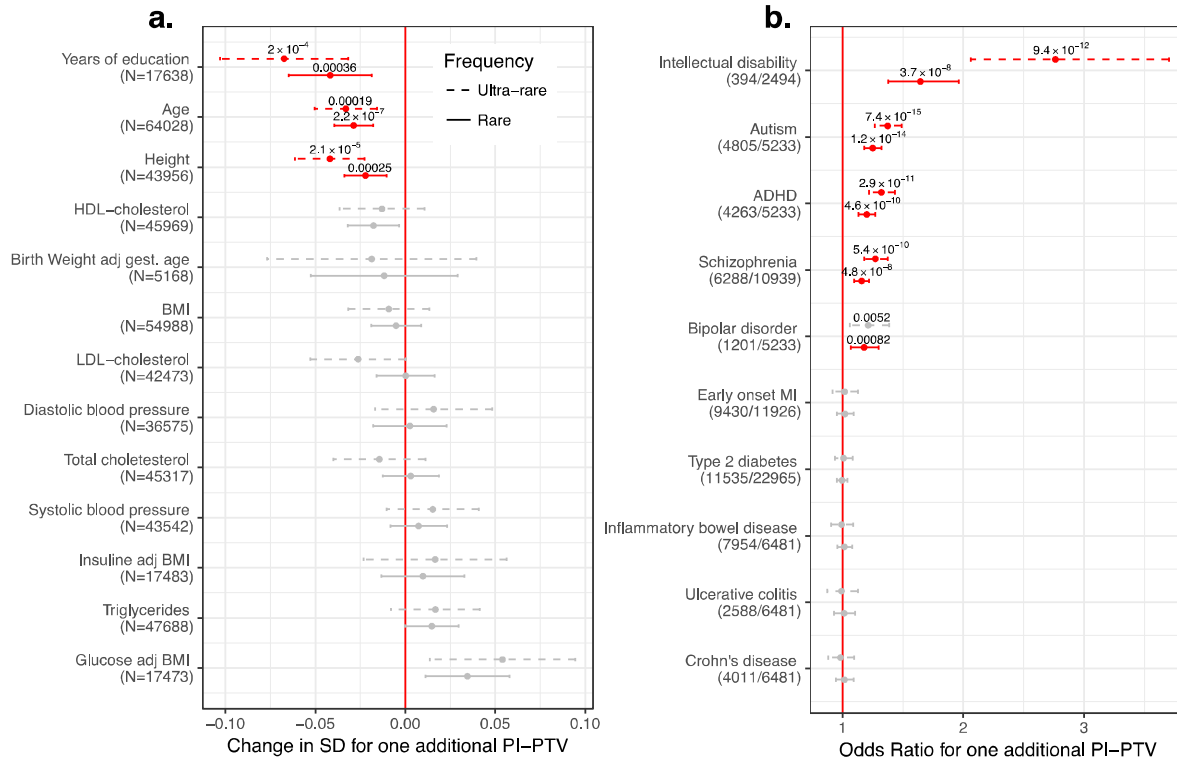 a.
Years of education
(N=17638)
2 × 10⁻⁴
0.00036
Age
(N=64028)
0.00019
2.2 × 10⁻⁷
Height
(N=43956)
2.1 × 10⁻⁵
0.00025
HDL−cholesterol
(N=45969)
Birth Weight adj gest. age
(N=5168)
BMI
(N=54988)
LDL−cholesterol
(N=42473)
Diastolic blood pressure
(N=36575)
Total choletesterol
(N=45317)
Systolic blood pressure
(N=43542)
Insuline adj BMI
(N=17483)
Triglycerides
(N=47688)
Glucose adj BMI
(N=17473)
Frequency
Ultra−rare
Rare
−0.10 −0.05 0.00 0.05 0.10
Change in SD for one additional PI−PTV
b.
Intellectual disability
(394/2494)
9.4 × 10⁻¹²
3.7 × 10⁻⁸
Autism
(4805/5233)
7.4 × 10⁻¹⁵
1.2 × 10⁻¹⁴
ADHD
(4263/5233)
2.9 × 10⁻¹¹
4.6 × 10⁻¹⁰
Schizophrenia
(6288/10939)
5.4 × 10⁻¹⁰
4.8 × 10⁻⁸
Bipolar disorder
(1201/5233)
0.0052
0.00082
Early onset MI
(9430/11926)
Type 2 diabetes
(11535/22965)
Inflammatory bowel disease
(7954/6481)
Ulcerative colitis
(2588/6481)
Crohn's disease
(4011/6481)
1 2 3
Odds Ratio for one additional PI−PTV